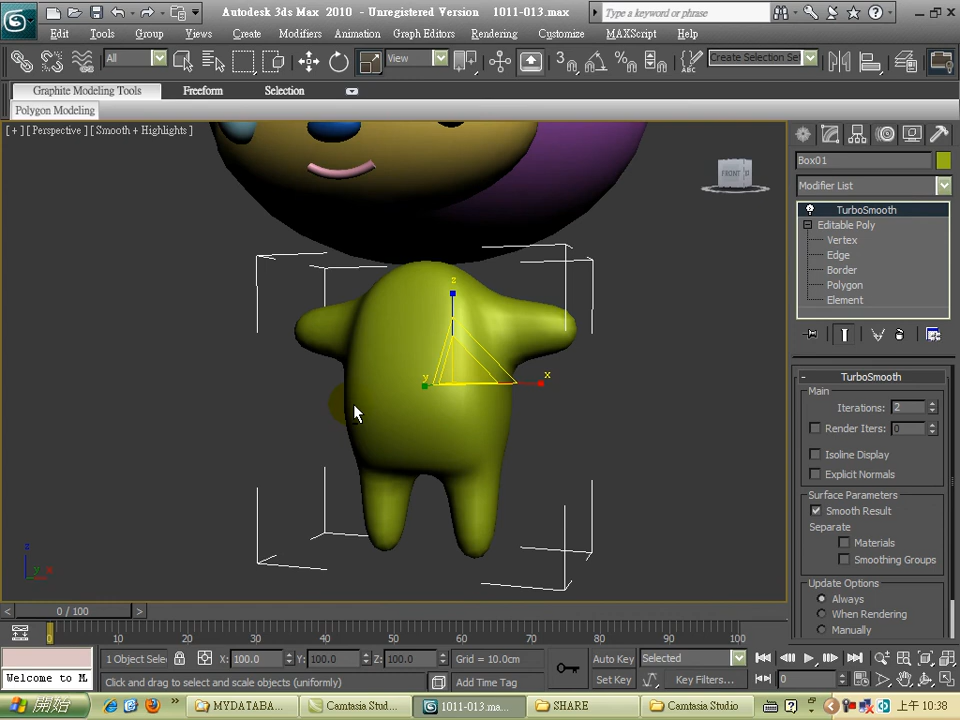 Autodesk 3ds Max 2010 - Unregistered Version 1011-013.max
Type a keyword or phrase
Edit Tools Group Views Create Modifiers Animation Graph Editors Rendering Customize MAXScript Help
All View 3 Create Selection Se
Graphite Modeling Tools Freeform Selection
Polygon Modeling
[ + ] [ Perspective ] [ Smooth + Highlights ]
FRONT
Box01
Modifier List
TurboSmooth
Editable Poly
Vertex
Edge
Border
Polygon
Element
z
y x
TurboSmooth
Main
Iterations: 2
Render Iters: 0
Isoline Display
Explicit Normals
Surface Parameters
Smooth Result
Separate
Materials
Smoothing Groups
Update Options
Always
When Rendering
Manually
z
y x
< 0 / 100 >
0 10 20 30 40 50 60 70 80 90 100
1 Object Selec X: 100.0 Y: 100.0 Z: 100.0 Grid = 10.0cm Auto Key Selected
Welcome to M. Click and drag to select and scale objects (uniformly) Add Time Tag Set Key Key Filters... 0
開始 MYDATABA... Camtasia Stud... 1011-013.ma... SHARE Camtasia Studio 上午 10:38